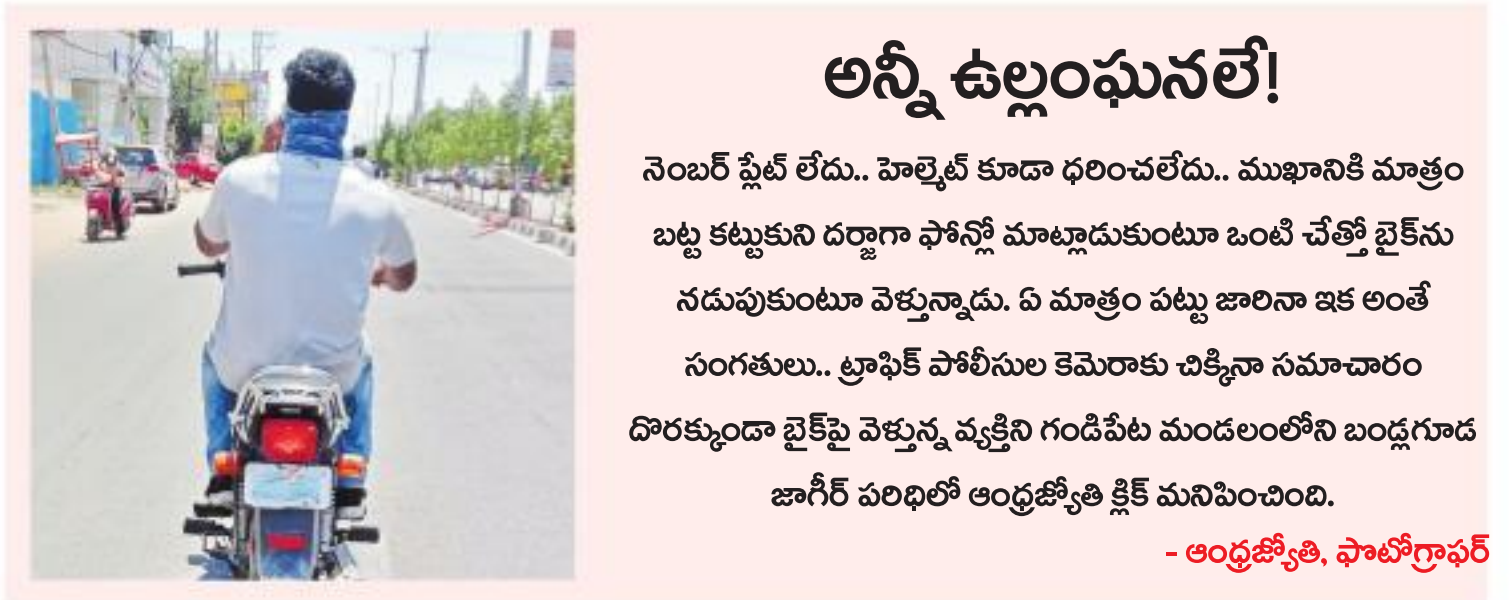 అన్నీ ఉల్లంఘనలే!
నెంబర్ ప్లేట్ లేదు.. హెల్మెట్ కూడా ధరించలేదు.. ముఖానికి మాత్రం
బట్ట కట్టుకుని దర్జాగా ఫోన్లో మాట్లాడుకుంటూ ఒంటి చేత్తో బైక్‌ను
నడుపుకుంటూ వెళ్తున్నాడు. ఏ మాత్రం పట్టు జారినా ఇక అంతే
సంగతులు.. ట్రాఫిక్ పోలీసుల కెమెరాకు చిక్కినా సమాచారం
దొరక్కుండా బైక్‌పై వెళ్తున్న వ్యక్తిని గండిపేట మండలంలోని బండ్లగూడ
జాగీర్ పరిధిలో ఆంధ్రజ్యోతి క్లిక్ మనిపించింది.
- ఆంధ్రజ్యోతి, ఫొటోగ్రాఫర్